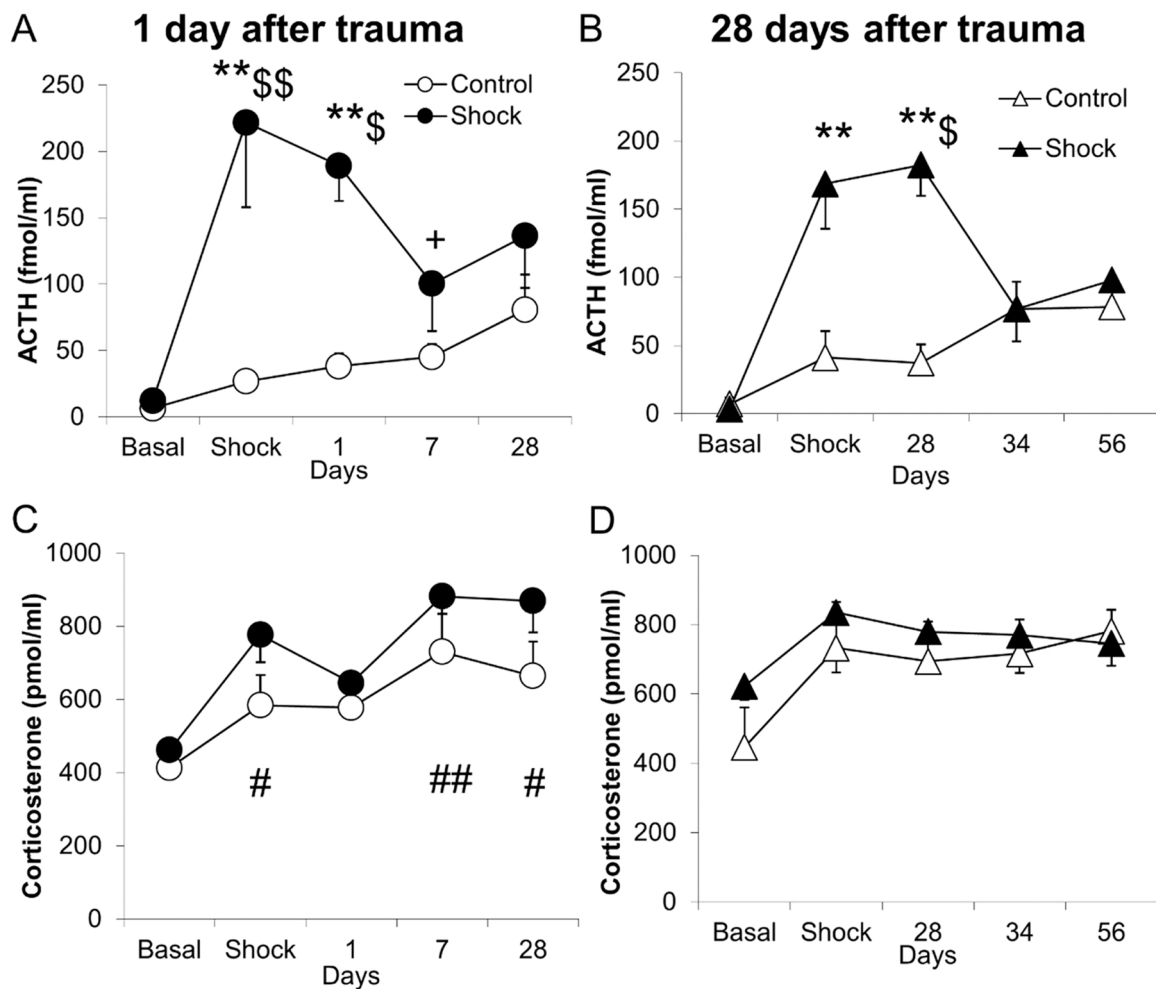 A
1 day after trauma
**$$
**$
+
Control
Shock
ACTH (fmol/ml)
250
200
150
100
50
0
Basal
Shock
1
7
28
Days
B
28 days after trauma
**
**$
Control
Shock
ACTH (fmol/ml)
250
200
150
100
50
0
Basal
Shock
28
34
56
Days
C
Corticosterone (pmol/ml)
1000
800
600
400
200
0
#
##
#
Basal
Shock
1
7
28
Days
D
Corticosterone (pmol/ml)
1000
800
600
400
200
0
Basal
Shock
28
34
56
Days